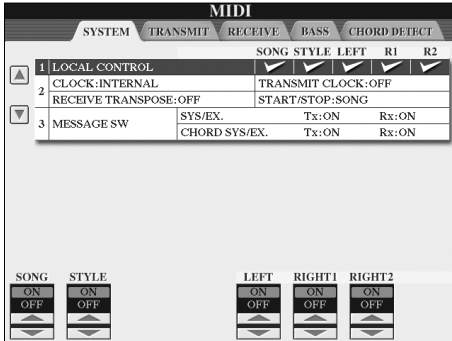 MIDI
SYSTEM TRANSMIT RECEIVE BASS CHORD DETECT
SONG STYLE LEFT R1 R2
1 LOCAL CONTROL
2 CLOCK:INTERNAL TRANSMIT CLOCK:OFF
RECEIVE TRANSPOSE:OFF START/STOP:SONG
3 MESSAGE SW SYS/EX. Tx:ON Rx:ON
CHORD SYS/EX. Tx:ON Rx:ON
SONG STYLE LEFT RIGHT1 RIGHT2
ON ON ON ON ON
OFF OFF OFF OFF OFF